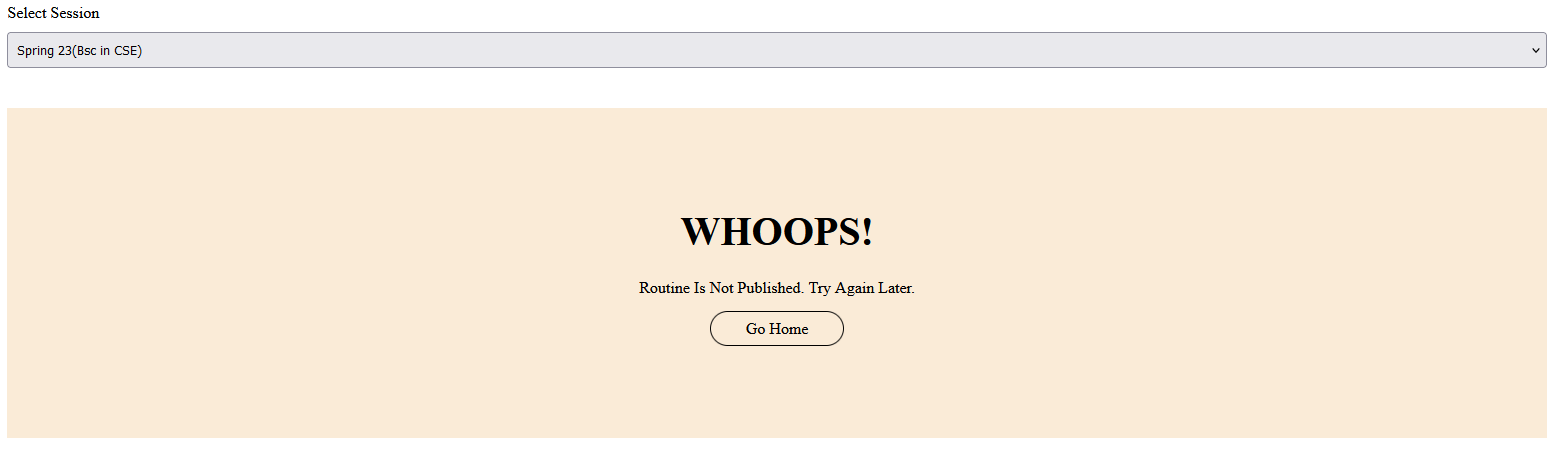 Select Session
Spring 23(Bsc in CSE)
WHOOPS!
Routine Is Not Published. Try Again Later.
Go Home